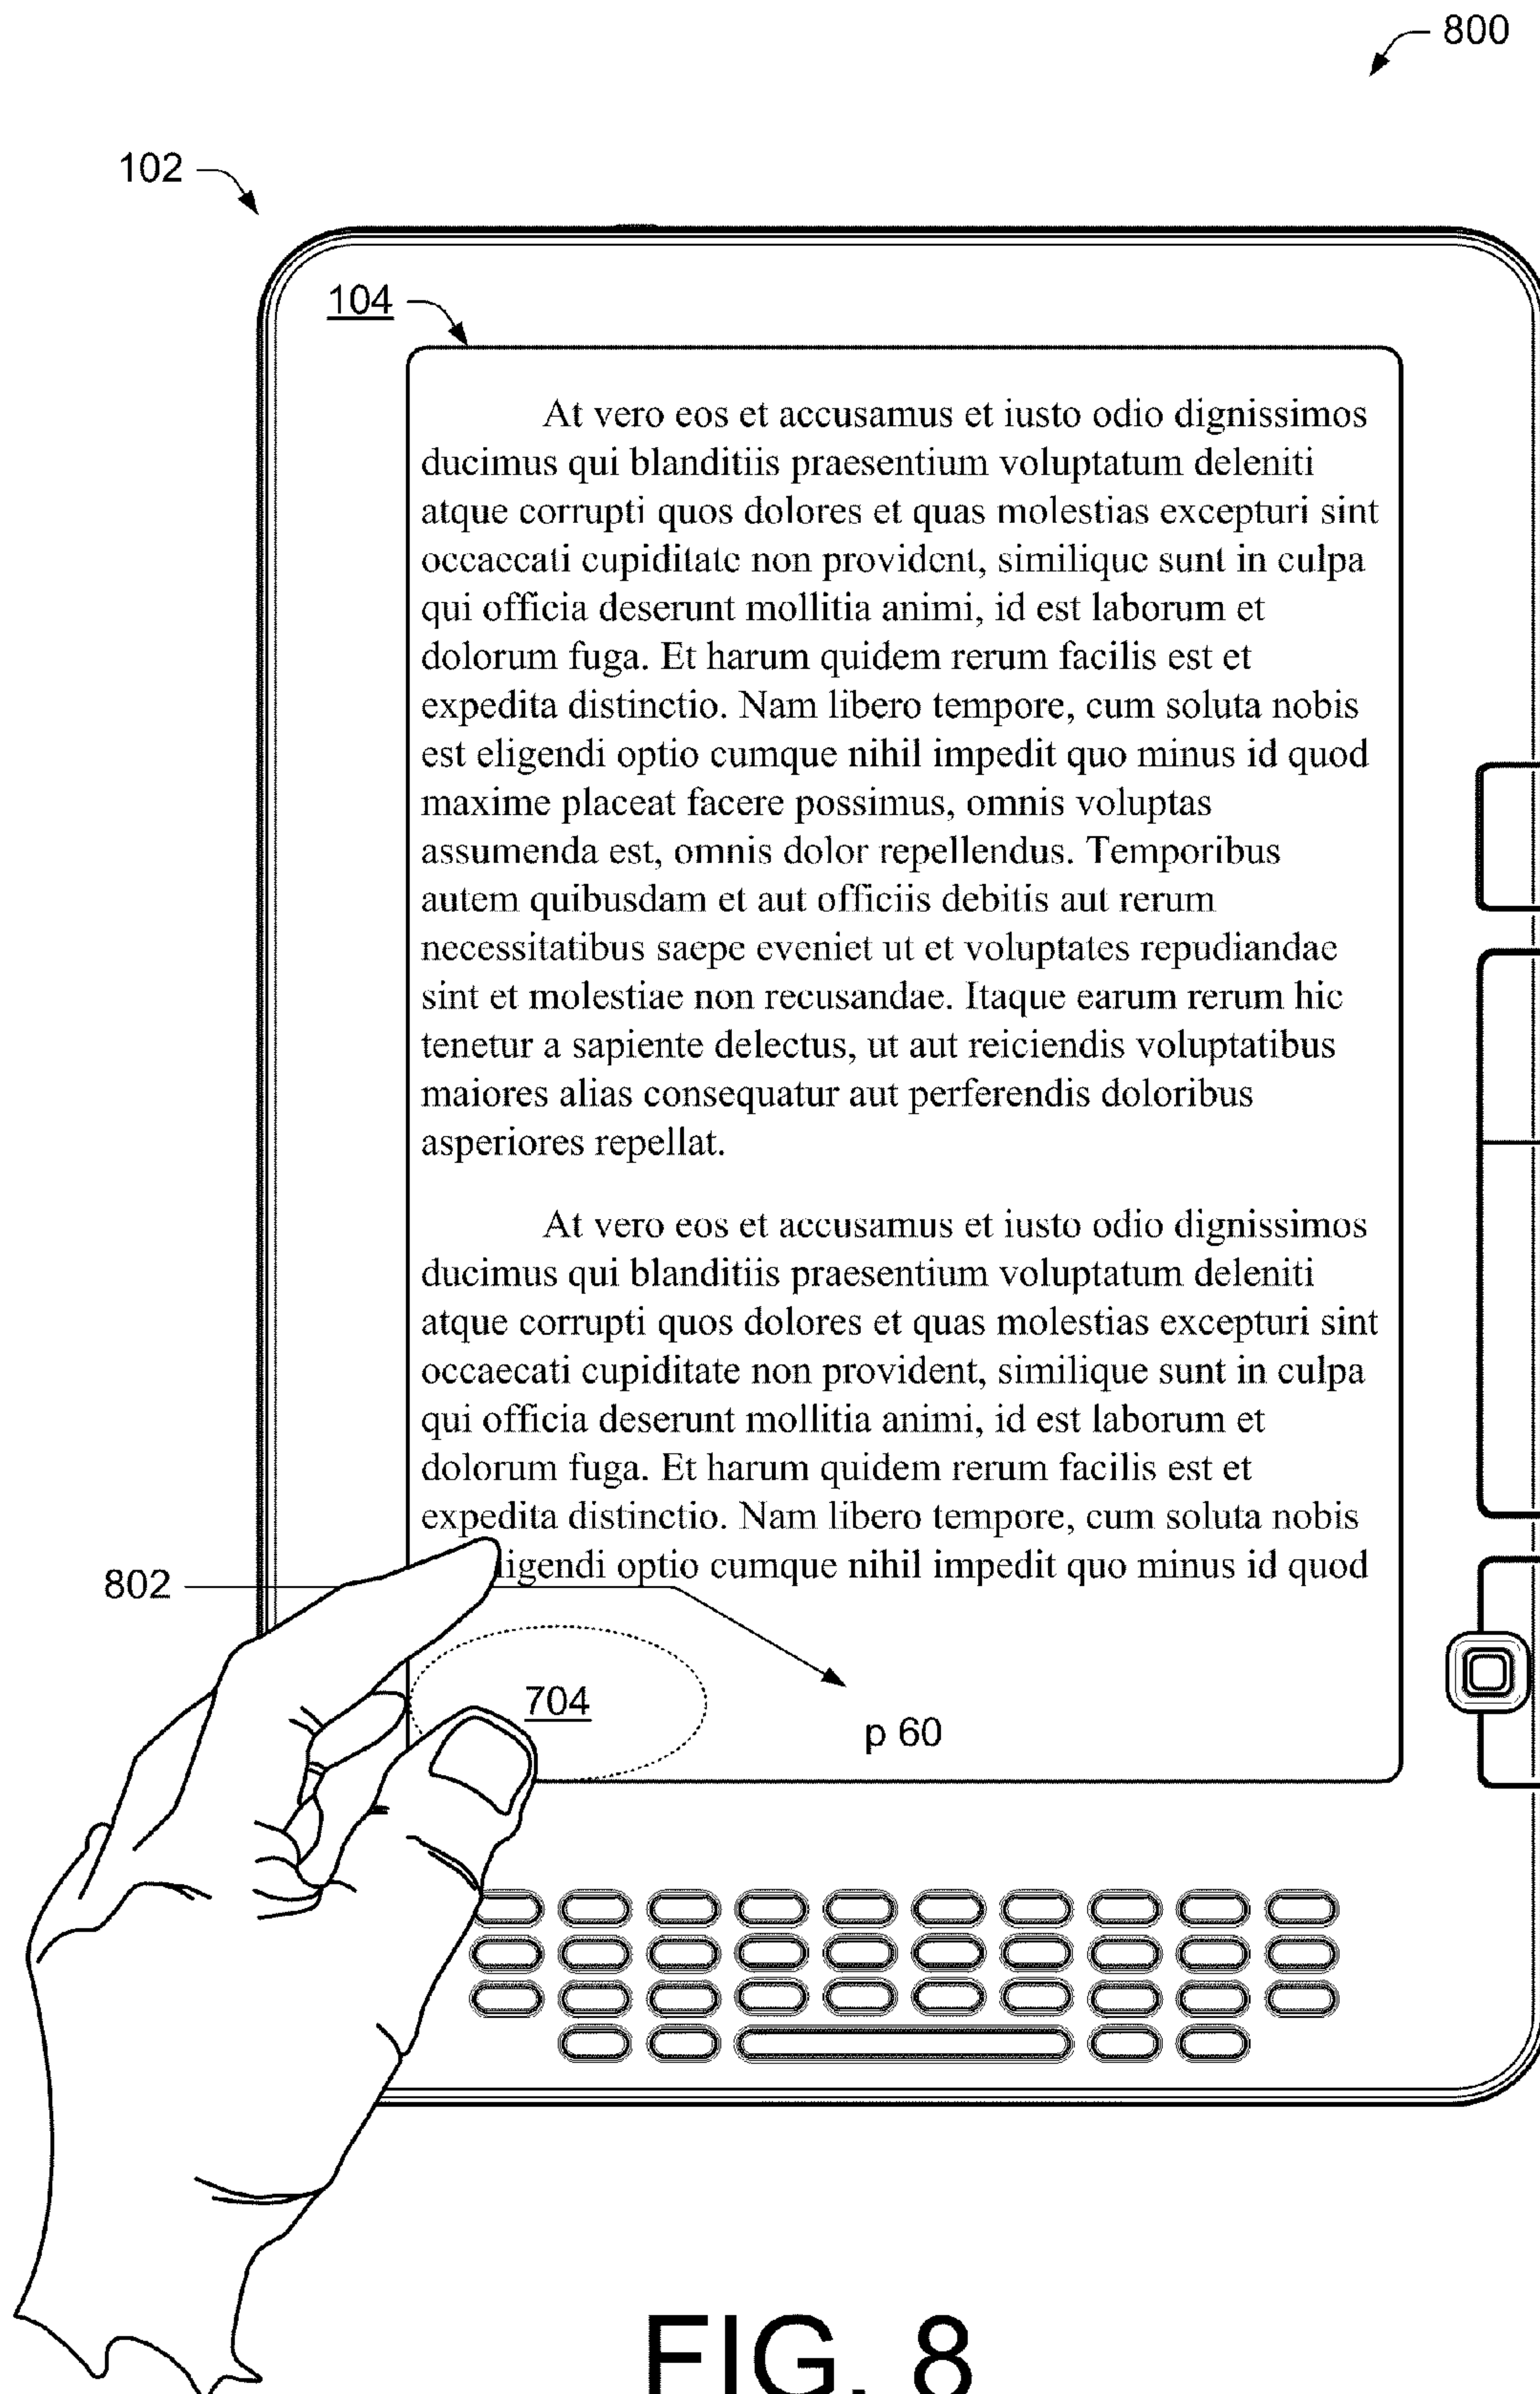 800
102
104
At vero eos et accusamus et iusto odio dignissimos
ducimus qui blanditiis praesentium voluptatum deleniti
atque corrupti quos dolores et quas molestias excepturi sint
occaecati cupiditate non provident, similique sunt in culpa
qui officia deserunt mollitia animi, id est laborum et
dolorum fuga. Et harum quidem rerum facilis est et
expedita distinctio. Nam libero tempore, cum soluta nobis
est eligendi optio cumque nihil impedit quo minus id quod
maxime placeat facere possimus, omnis voluptas
assumenda est, omnis dolor repellendus. Temporibus
autem quibusdam et aut officiis debitis aut rerum
necessitatibus saepe eveniet ut et voluptates repudiandae
sint et molestiae non recusandae. Itaque earum rerum hic
tenetur a sapiente delectus, ut aut reiciendis voluptatibus
maiores alias consequatur aut perferendis doloribus
asperiores repellat.
At vero eos et accusamus et iusto odio dignissimos
ducimus qui blanditiis praesentium voluptatum deleniti
atque corrupti quos dolores et quas molestias excepturi sint
occaecati cupiditate non provident, similique sunt in culpa
qui officia deserunt mollitia animi, id est laborum et
dolorum fuga. Et harum quidem rerum facilis est et
expedita distinctio. Nam libero tempore, cum soluta nobis
ligendi optio cumque nihil impedit quo minus id quod
802
704
p 60
FIG. 8